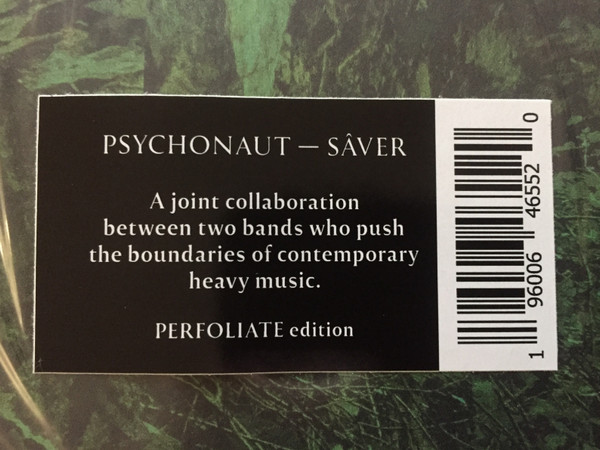 PSYCHONAUT — SÂVER
A joint collaboration
between two bands who push
the boundaries of contemporary
heavy music.
PERFOLIATE edition
1 96006 46552 0